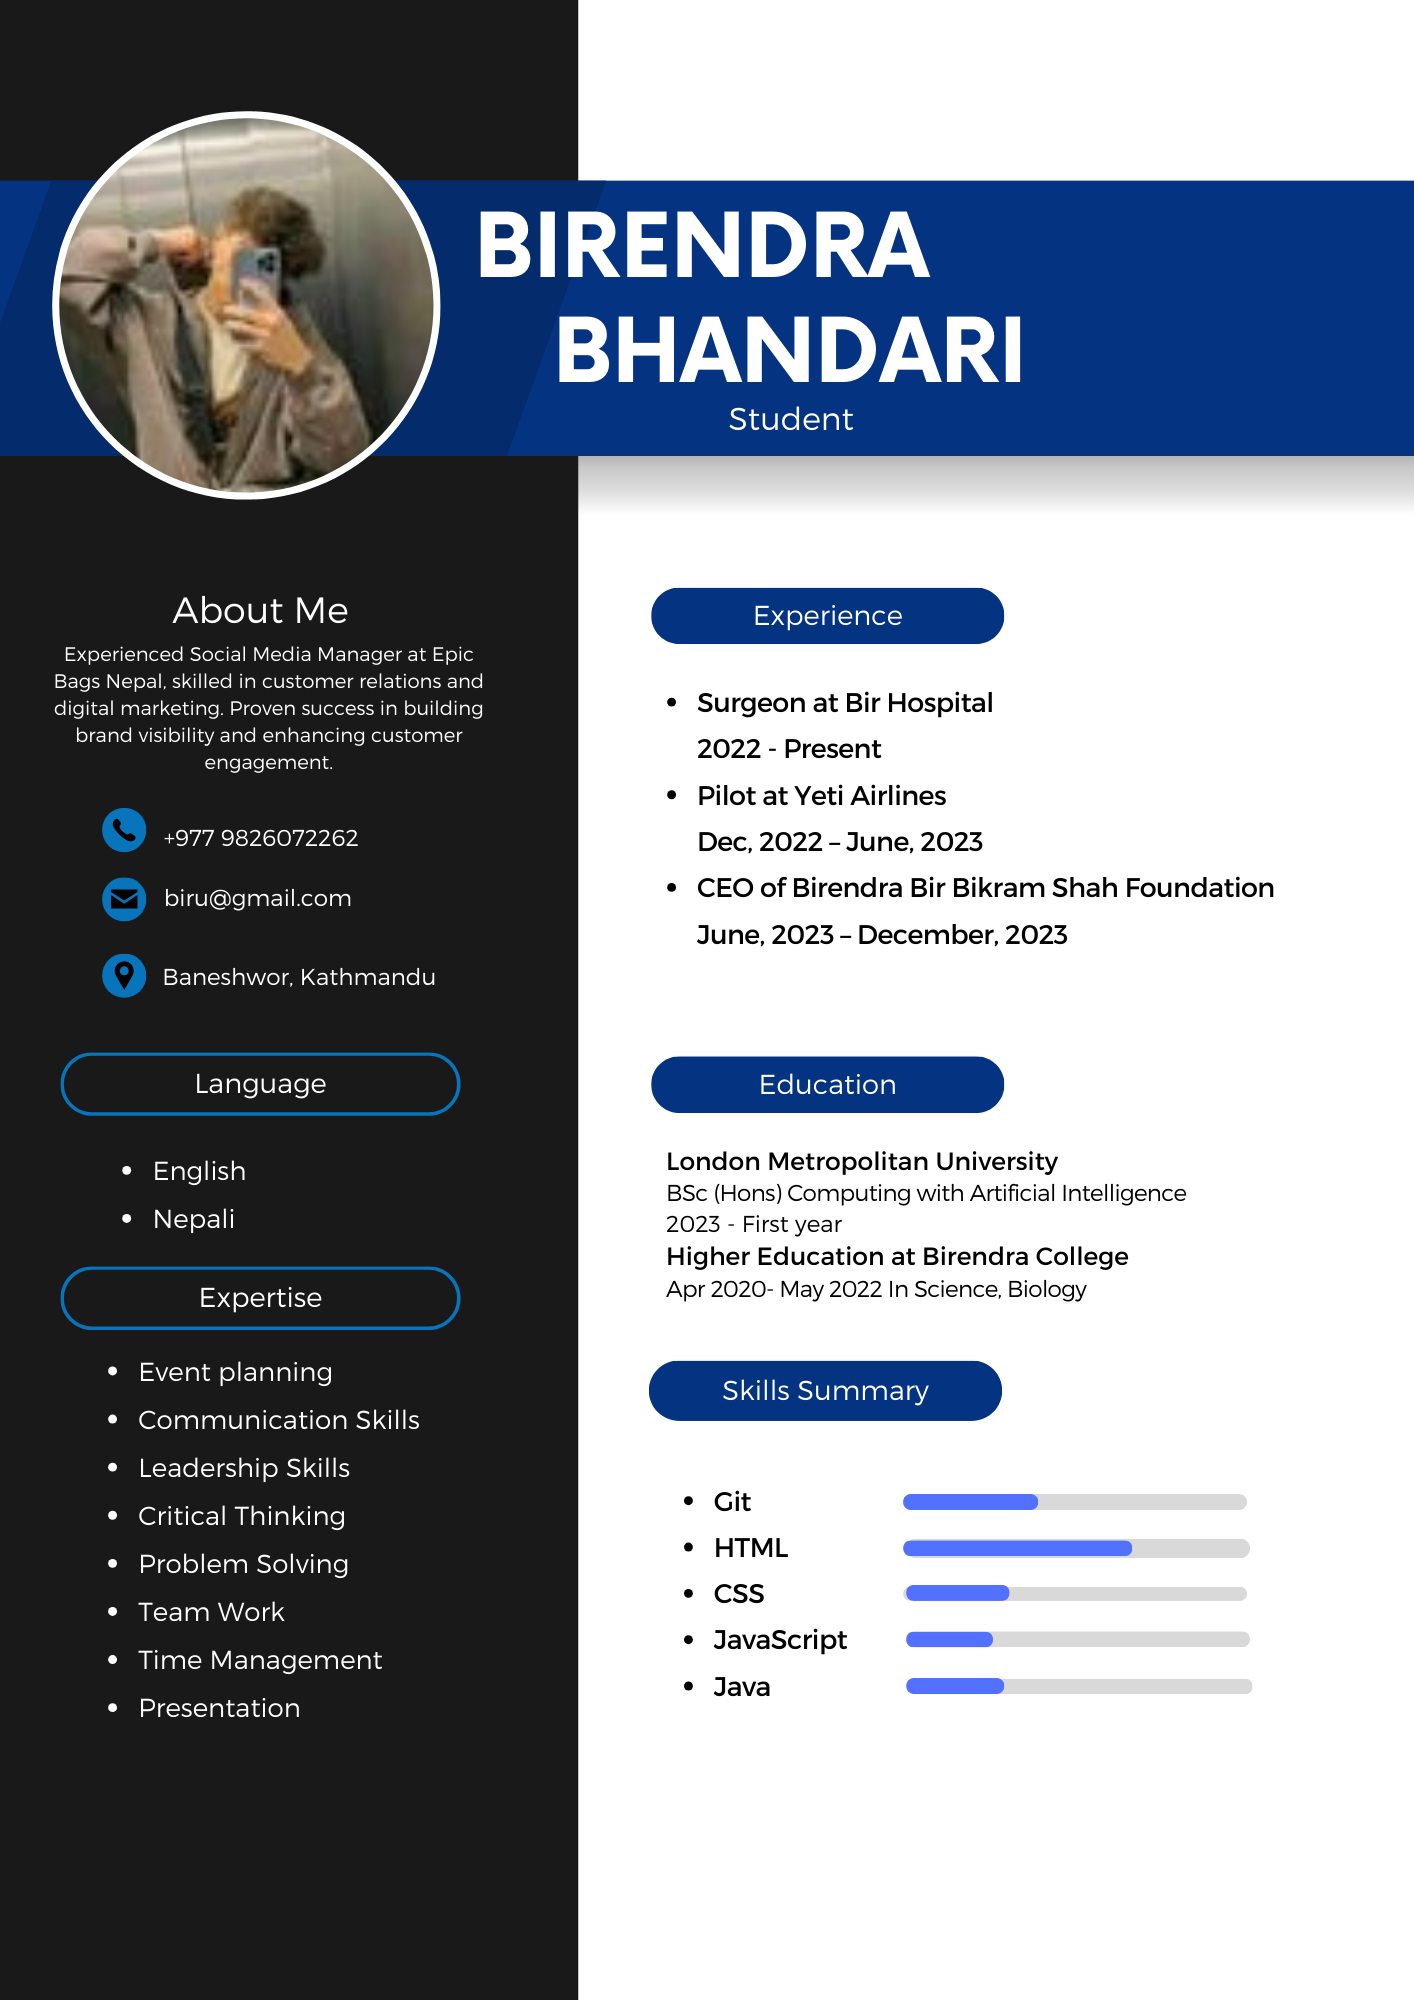 BIRENDRA
BHANDARI
Student
About Me
Experienced Social Media Manager at Epic
Bags Nepal, skilled in customer relations and
digital marketing. Proven success in building
brand visibility and enhancing customer
engagement.
+977 9826072262
biru@gmail.com
Baneshwor, Kathmandu
Language
• English
• Nepali
Expertise
• Event planning
• Communication Skills
• Leadership Skills
• Critical Thinking
• Problem Solving
• Team Work
• Time Management
• Presentation
Experience
• Surgeon at Bir Hospital
2022 - Present
• Pilot at Yeti Airlines
Dec, 2022 – June, 2023
• CEO of Birendra Bir Bikram Shah Foundation
June, 2023 – December, 2023
Education
London Metropolitan University
BSc (Hons) Computing with Artificial Intelligence
2023 - First year
Higher Education at Birendra College
Apr 2020- May 2022 In Science, Biology
Skills Summary
• Git
• HTML
• CSS
• JavaScript
• Java